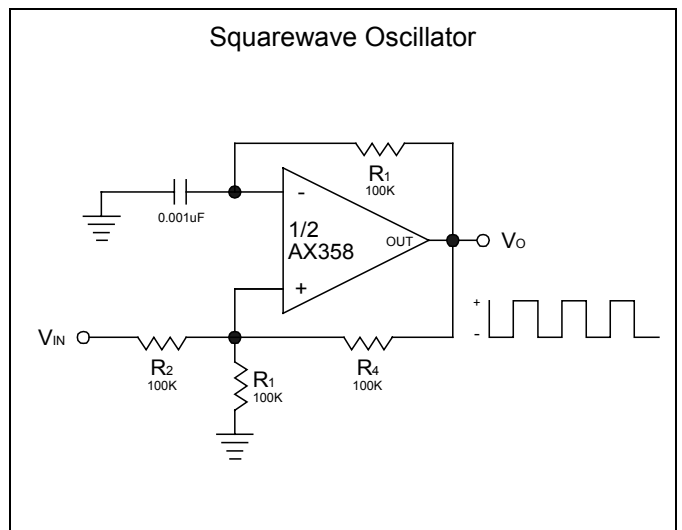 Squarewave Oscillator
R1
100K
0.001uF
-
1/2
AX358
OUT
VO
+
+
-
VIN
R2
100K
R1
100K
R4
100K